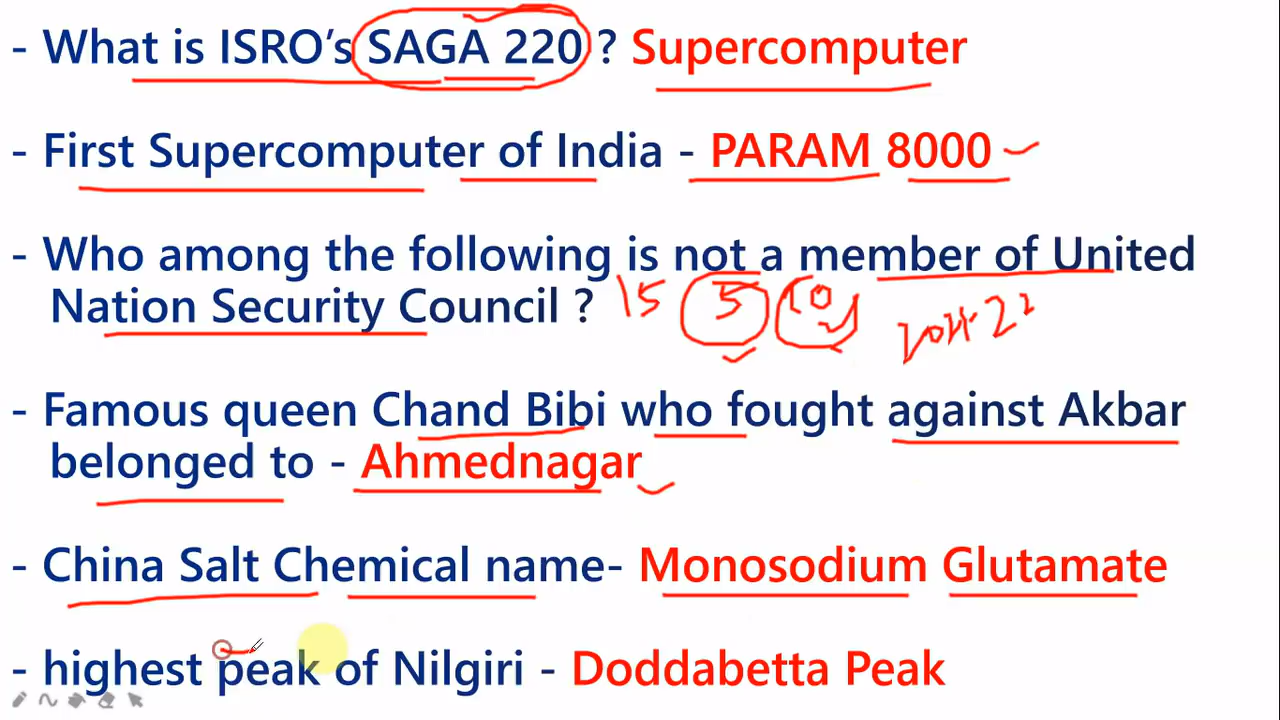 - What is ISRO's SAGA 220 ? Supercomputer
- First Supercomputer of India - PARAM 8000
- Who among the following is not a member of United
Nation Security Council ? 15 5 10
2021-22
- Famous queen Chand Bibi who fought against Akbar
belonged to - Ahmednagar
- China Salt Chemical name- Monosodium Glutamate
- highest peak of Nilgiri - Doddabetta Peak